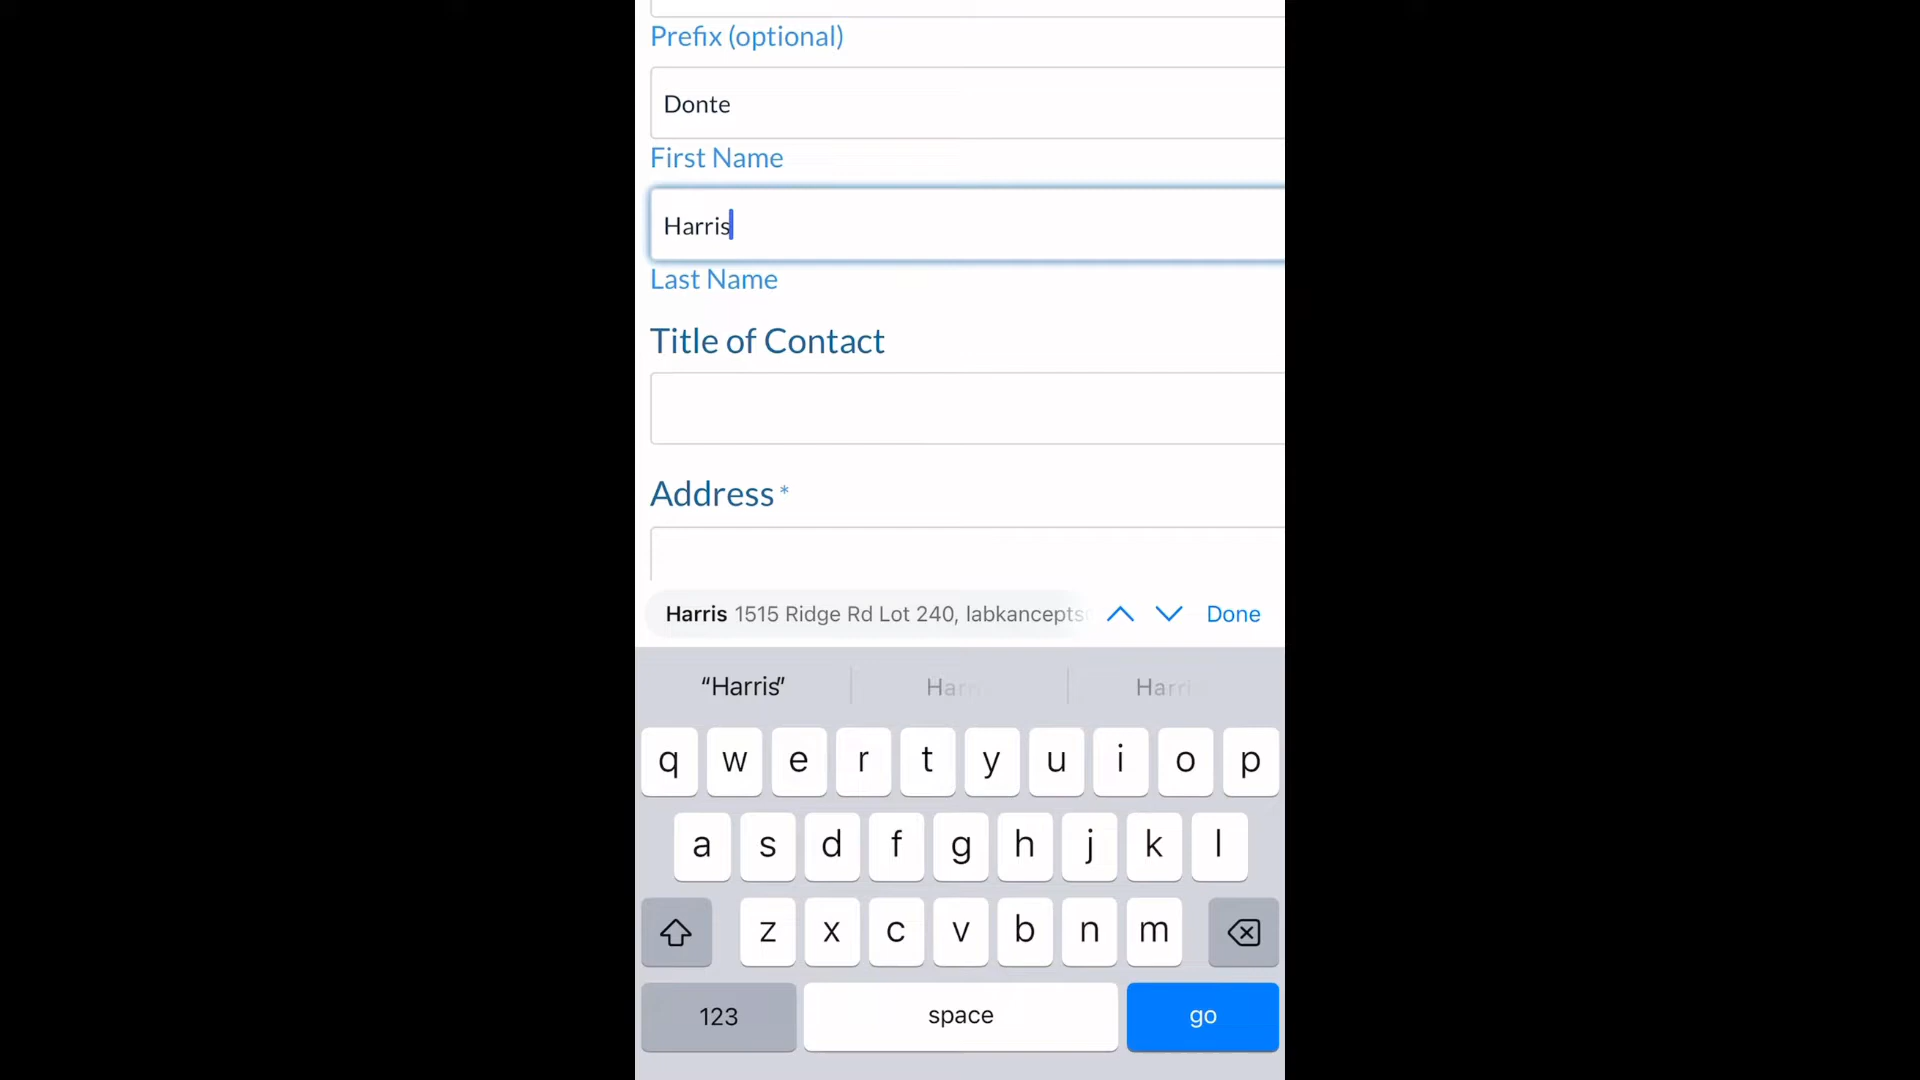 Prefix (optional)
Donte
First Name
Harris
Last Name
Title of Contact
Address *
Harris 1515 Ridge Rd Lot 240, labkancepts
Done
“Harris”
q w e r t y u i o p
a s d f g h j k l
z x c v b n m
123 space go